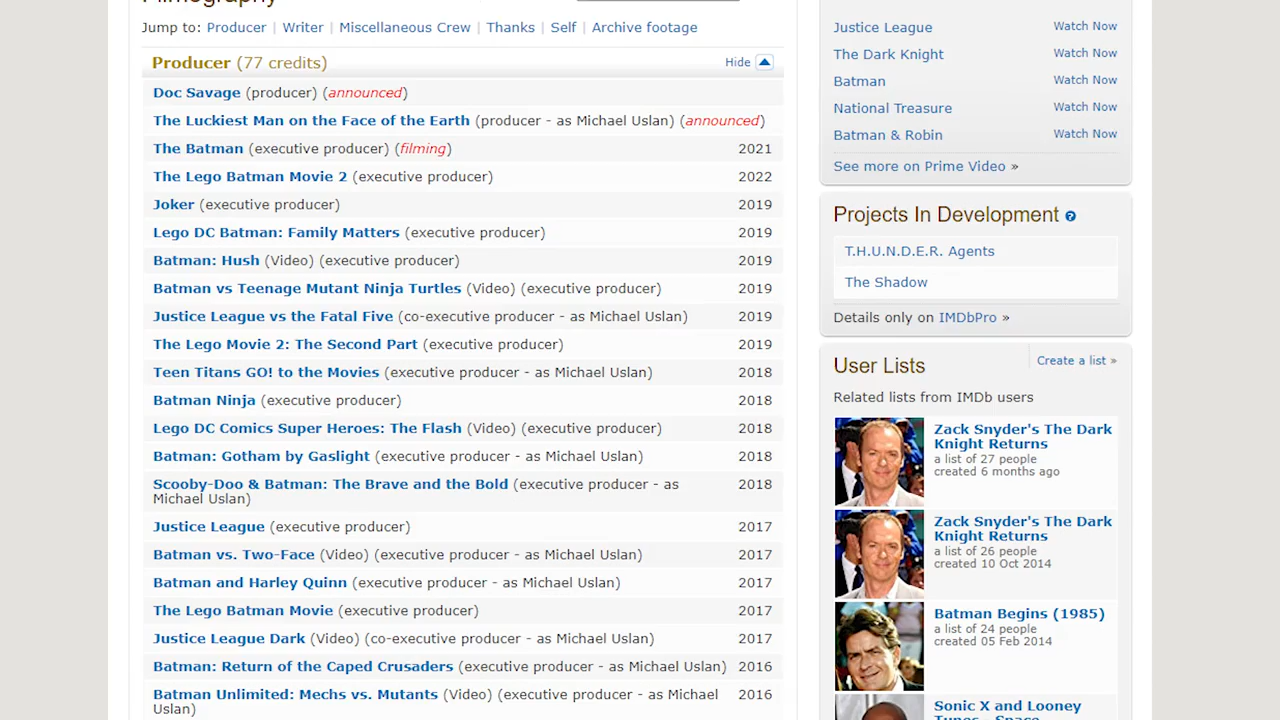 Filmography
Jump to: Producer | Writer | Miscellaneous Crew | Thanks | Self | Archive footage
Producer (77 credits)
Hide
Doc Savage (producer) (announced)
The Luckiest Man on the Face of the Earth (producer - as Michael Uslan) (announced)
The Batman (executive producer) (filming) 2021
The Lego Batman Movie 2 (executive producer) 2022
Joker (executive producer) 2019
Lego DC Batman: Family Matters (executive producer) 2019
Batman: Hush (Video) (executive producer) 2019
Batman vs Teenage Mutant Ninja Turtles (Video) (executive producer) 2019
Justice League vs the Fatal Five (co-executive producer - as Michael Uslan) 2019
The Lego Movie 2: The Second Part (executive producer) 2019
Teen Titans GO! to the Movies (executive producer - as Michael Uslan) 2018
Batman Ninja (executive producer) 2018
Lego DC Comics Super Heroes: The Flash (Video) (executive producer) 2018
Batman: Gotham by Gaslight (executive producer - as Michael Uslan) 2018
Scooby-Doo & Batman: The Brave and the Bold (executive producer - as 2018
Michael Uslan)
Justice League (executive producer) 2017
Batman vs. Two-Face (Video) (executive producer - as Michael Uslan) 2017
Batman and Harley Quinn (executive producer - as Michael Uslan) 2017
The Lego Batman Movie (executive producer) 2017
Justice League Dark (Video) (co-executive producer - as Michael Uslan) 2017
Batman: Return of the Caped Crusaders (executive producer - as Michael Uslan) 2016
Batman Unlimited: Mechs vs. Mutants (Video) (executive producer - as Michael 2016
Uslan)
Justice League Watch Now
The Dark Knight Watch Now
Batman Watch Now
National Treasure Watch Now
Batman & Robin Watch Now
See more on Prime Video »
Projects In Development ?
T.H.U.N.D.E.R. Agents
The Shadow
Details only on IMDbPro »
User Lists
Create a list »
Related lists from IMDb users
Zack Snyder's The Dark
Knight Returns
a list of 27 people
created 6 months ago
Zack Snyder's The Dark
Knight Returns
a list of 26 people
created 10 Oct 2014
Batman Begins (1985)
a list of 24 people
created 05 Feb 2014
Sonic X and Looney
Tunes - Space